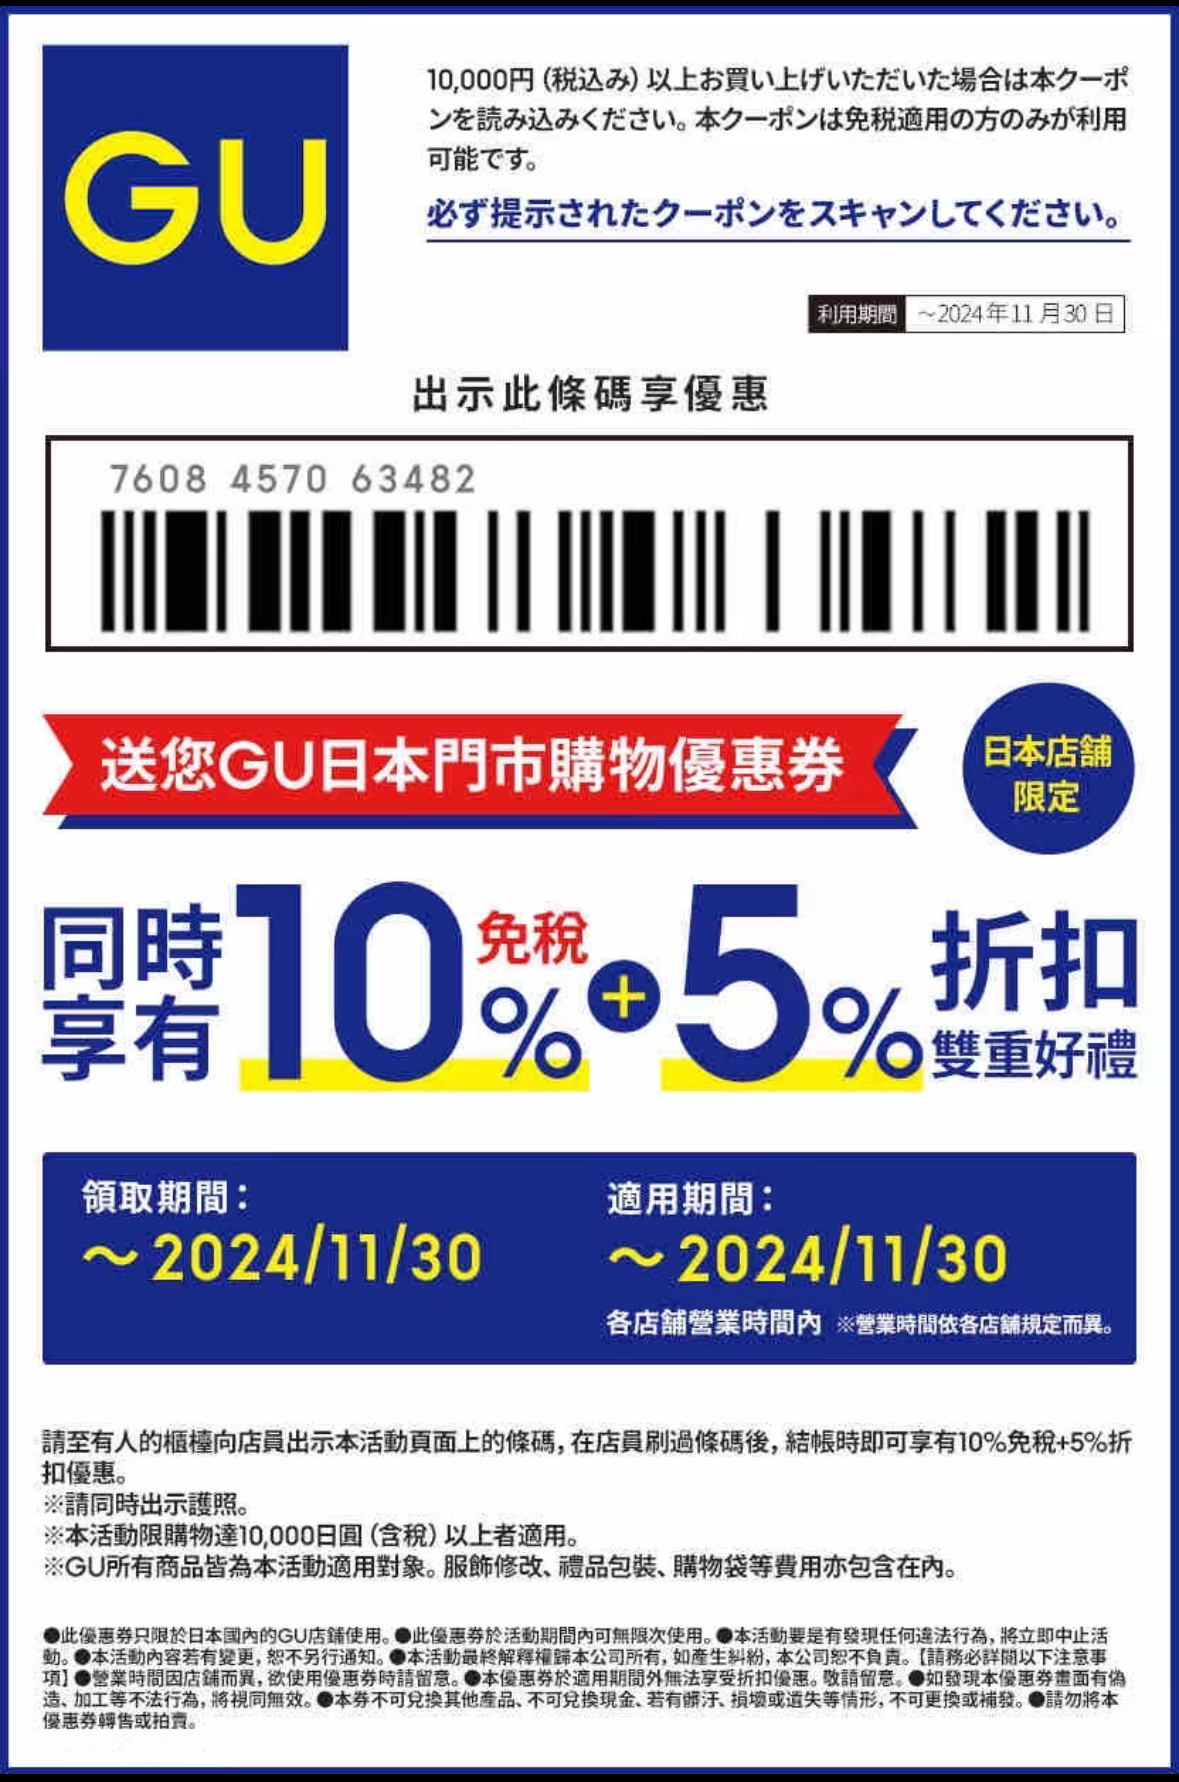 GU
10,000円（税込み）以上お買い上げいただいた場合は本クーポ
ンを読み込みください。本クーポンは免税適用の方のみが利用
可能です。
必ず提示されたクーポンをスキャンしてください。
利用期間 ～2024年11月30日
出示此條碼享優惠
7608 4570 63482
送您GU日本門市購物優惠券
日本店舖
限定
同時
享有
10%
免稅
+
5%
折扣
雙重好禮
領取期間：
～2024/11/30
適用期間：
～2024/11/30
各店舖營業時間內 ※營業時間依各店舖規定而異。
請至有人的櫃檯向店員出示本活動頁面上的條碼，在店員刷過條碼後，結帳時即可享有10%免稅+5%折
扣優惠。
※請同時出示護照。
※本活動限購物達10,000日圓（含稅）以上者適用。
※GU所有商品皆為本活動適用對象。服飾修改、禮品包裝、購物袋等費用亦包含在內。
●此優惠券只限於日本國內的GU店鋪使用。●此優惠券於活動期間內可無限次使用。●本活動要是有發現任何違法行為，將立即中止活
動。●本活動內容若有變更，恕不另行通知。●本活動最終解釋權歸本公司所有，如產生糾紛，本公司恕不負責。【請務必詳閱以下注意事
項】●營業時間因店鋪而異，欲使用優惠券時請留意。●本優惠券於適用期間外無法享受折扣優惠。敬請留意。●如發現本優惠券畫面有偽
造、加工等不法行為，將視同無效。●本券不可兌換其他產品、不可兌換現金、若有髒汙、損壞或遺失等情形，不可更換或補發。●請勿將本
優惠券轉售或拍賣。